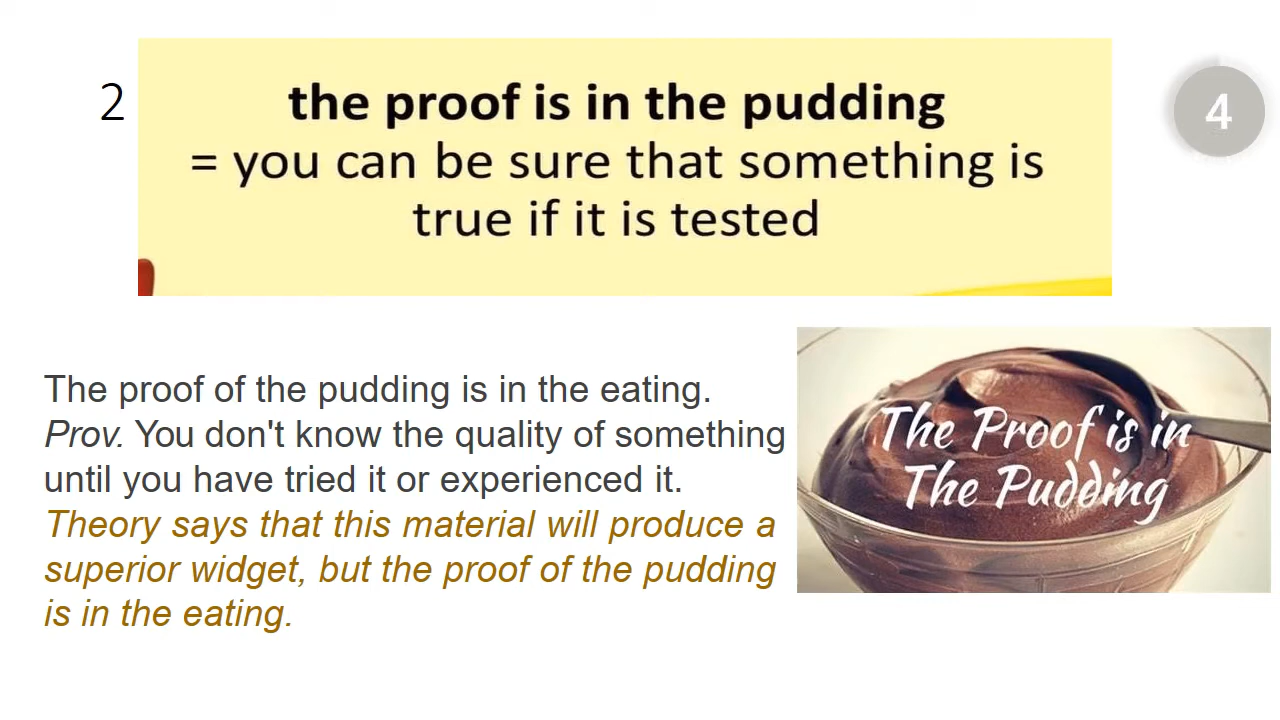 2
the proof is in the pudding
= you can be sure that something is
true if it is tested
4
The proof of the pudding is in the eating.
Prov. You don't know the quality of something
until you have tried it or experienced it.
Theory says that this material will produce a
superior widget, but the proof of the pudding
is in the eating.
The Proof is in
The Pudding